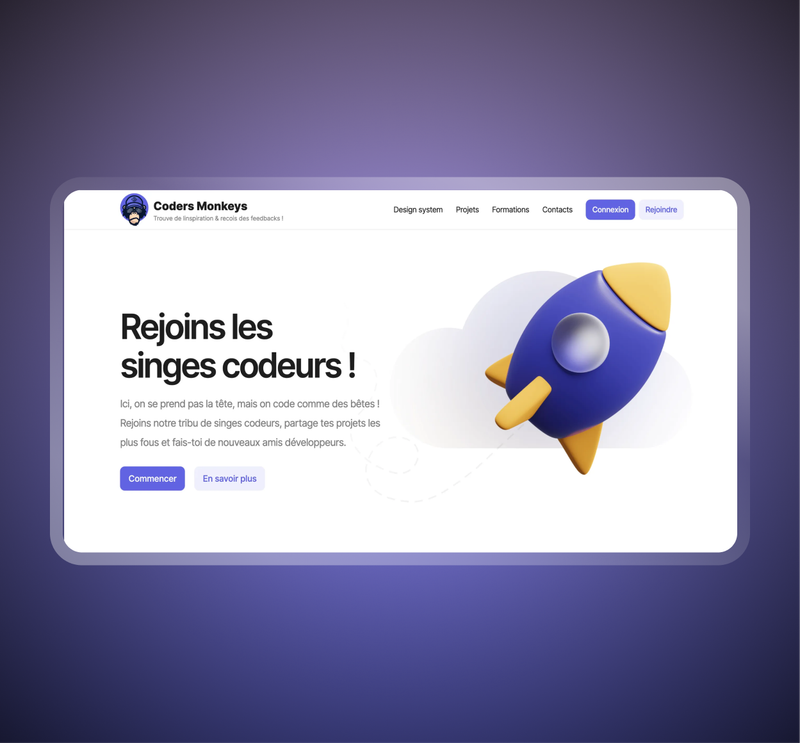 Coders Monkeys
Trouve de linspiration & recois des feedbacks !
Design system
Projets
Formations
Contacts
Connexion
Rejoindre
Rejoins les
singes codeurs !
Ici, on se prend pas la tête, mais on code comme des bêtes !
Rejoins notre tribu de singes codeurs, partage tes projets les
plus fous et fais-toi de nouveaux amis développeurs.
Commencer
En savoir plus